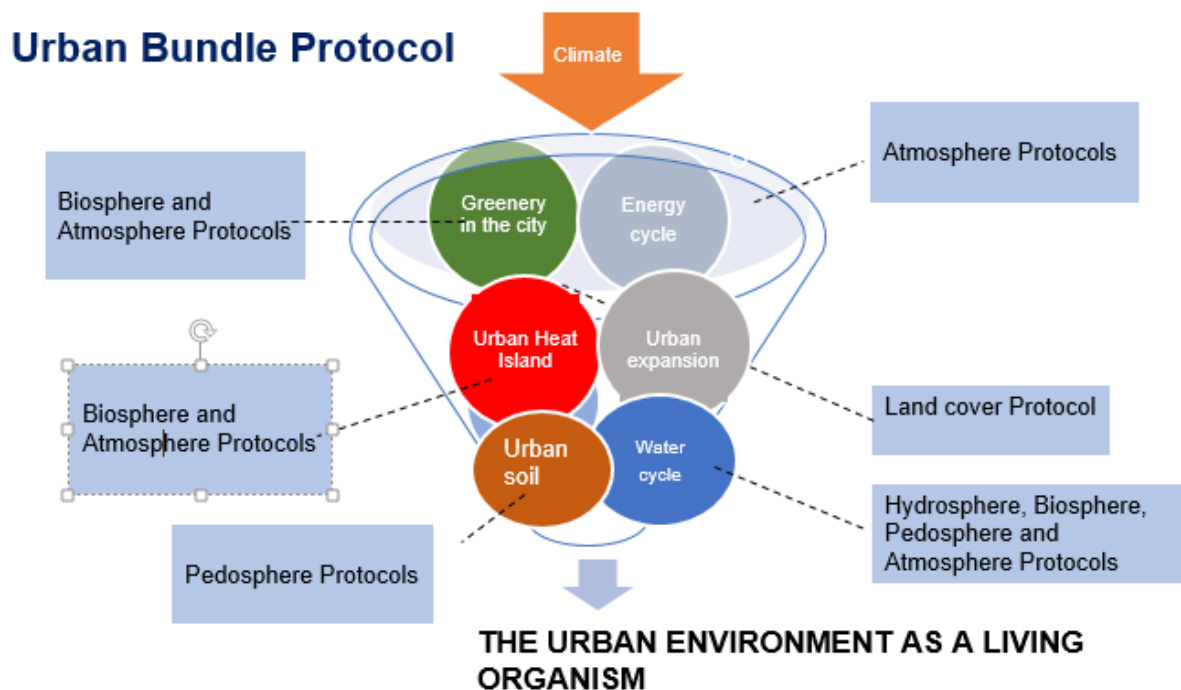 Urban Bundle Protocol
Climate
Atmosphere Protocols
Biosphere and
Atmosphere Protocols
Greenery
in the city
Energy
cycle
Urban Heat
Island
Urban
expansion
Biosphere and
Atmosphere Protocols
Land cover Protocol
Urban
soil
Water
cycle
Hydrosphere, Biosphere,
Pedosphere and
Atmosphere Protocols
Pedosphere Protocols
THE URBAN ENVIRONMENT AS A LIVING
ORGANISM